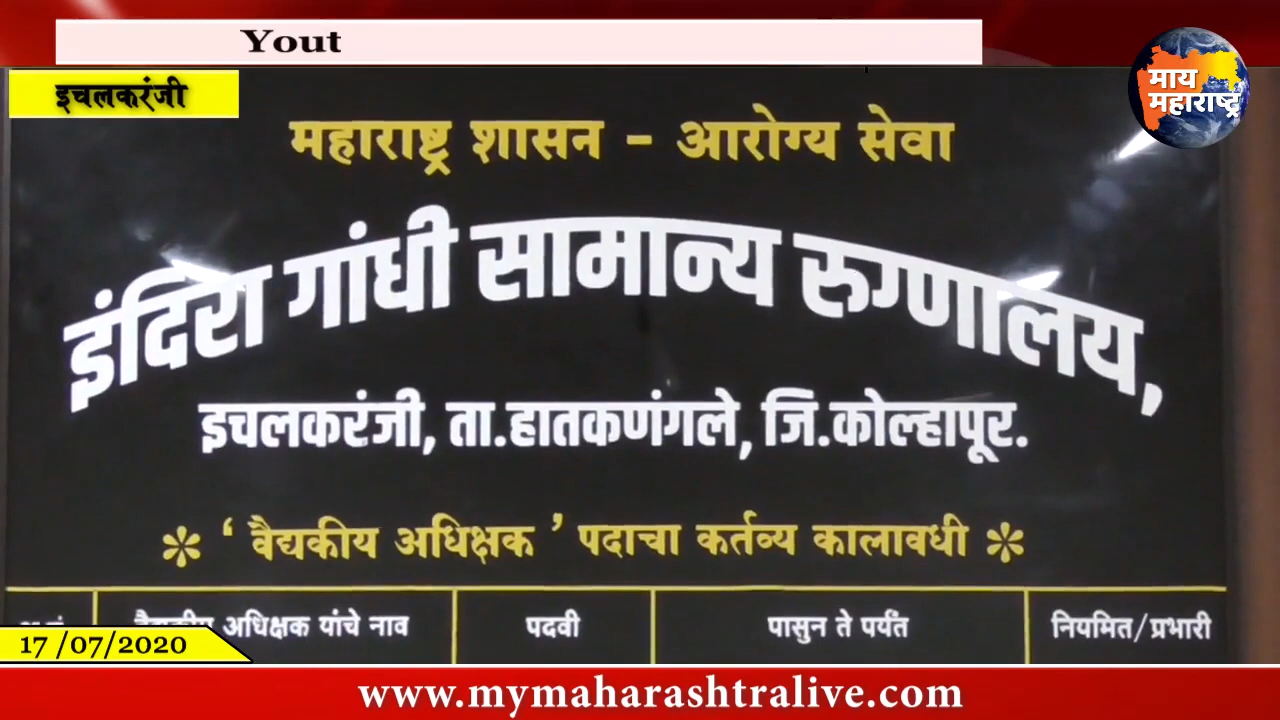 Yout
इचलकरंजी
माय
महाराष्ट्र
महाराष्ट्र शासन - आरोग्य सेवा
इंदिरा गांधी सामान्य रुग्णालय,
इचलकरंजी, ता.हातकणंगले, जि.कोल्हापूर.
* ‘ वैद्यकीय अधिक्षक ’ पदाचा कर्तव्य कालावधी *
वैद्यकीय अधिक्षक यांचे नाव पदवी पासुन ते पर्यंत नियमित/प्रभारी
17 /07/2020
www.mymaharashtralive.com